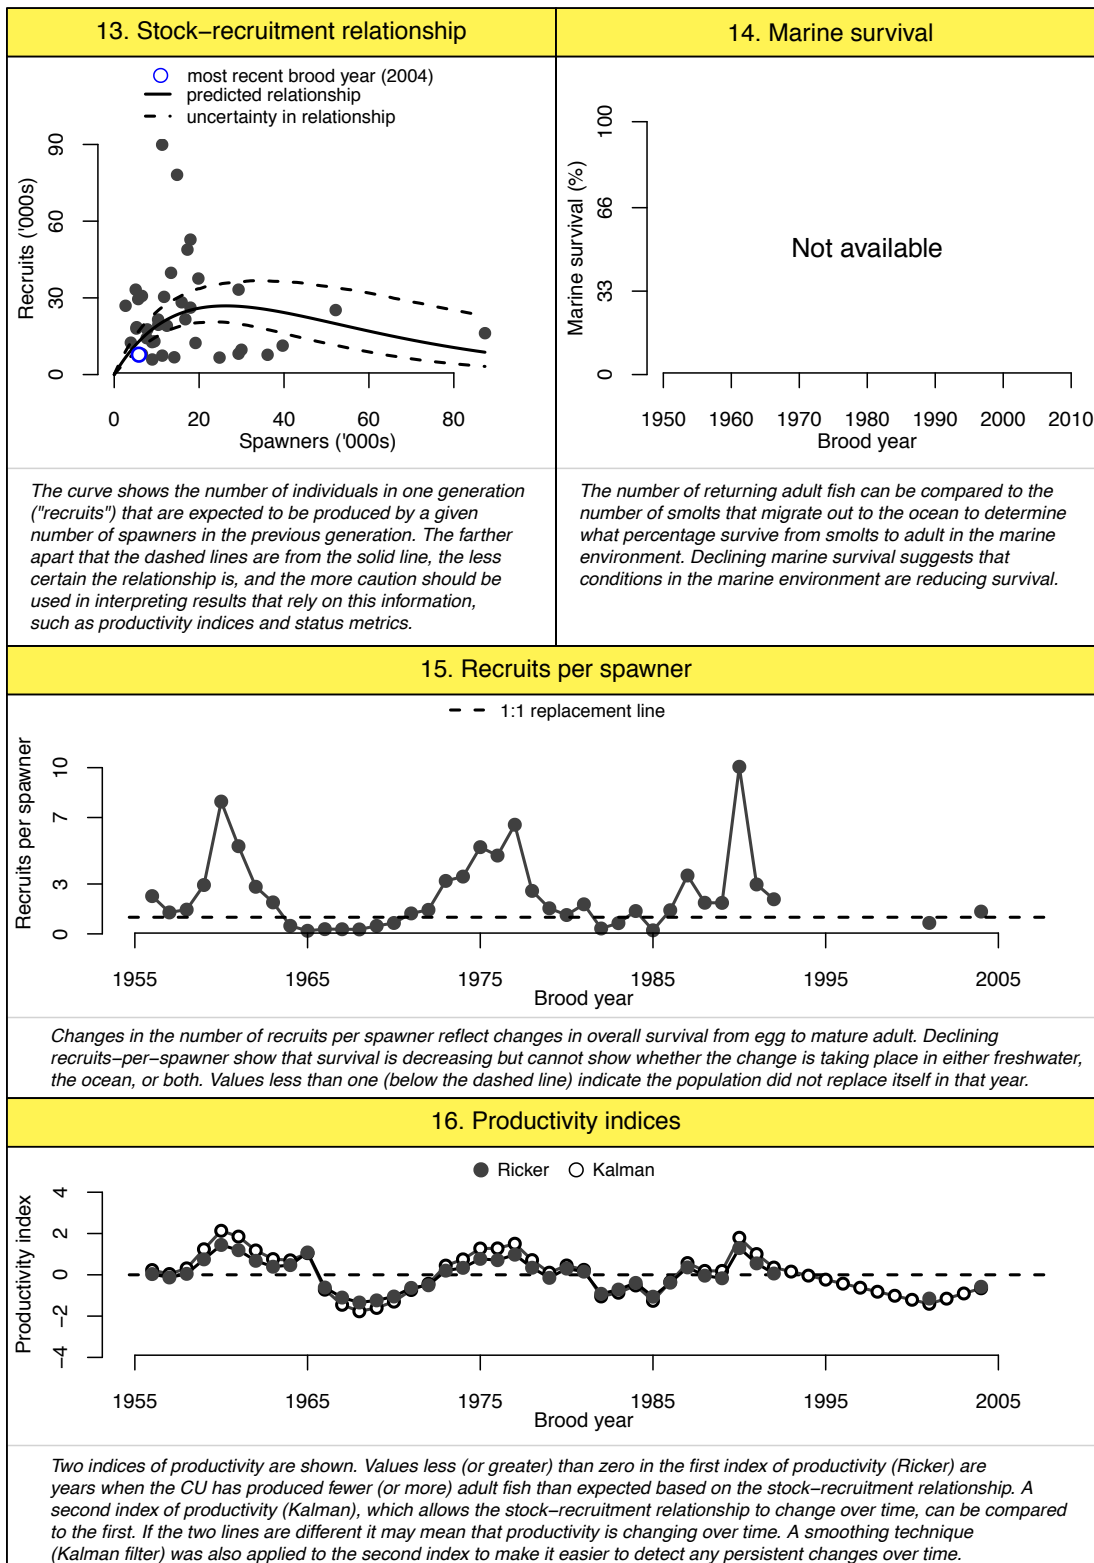 13. Stock−recruitment relationship
most recent brood year (2004)
predicted relationship
uncertainty in relationship
90
60
30
0
Recruits ('000s)
0 20 40 60 80
Spawners ('000s)
The curve shows the number of individuals in one generation
("recruits") that are expected to be produced by a given
number of spawners in the previous generation. The farther
apart that the dashed lines are from the solid line, the less
certain the relationship is, and the more caution should be
used in interpreting results that rely on this information,
such as productivity indices and status metrics.
14. Marine survival
100
66
33
0
Marine survival (%)
Not available
1950 1960 1970 1980 1990 2000 2010
Brood year
The number of returning adult fish can be compared to the
number of smolts that migrate out to the ocean to determine
what percentage survive from smolts to adult in the marine
environment. Declining marine survival suggests that
conditions in the marine environment are reducing survival.
15. Recruits per spawner
1:1 replacement line
10
7
3
0
Recruits per spawner
1955 1965 1975 1985 1995 2005
Brood year
Changes in the number of recruits per spawner reflect changes in overall survival from egg to mature adult. Declining
recruits−per−spawner show that survival is decreasing but cannot show whether the change is taking place in either freshwater,
the ocean, or both. Values less than one (below the dashed line) indicate the population did not replace itself in that year.
16. Productivity indices
Ricker Kalman
4
2
0
−2
−4
Productivity index
1955 1965 1975 1985 1995 2005
Brood year
Two indices of productivity are shown. Values less (or greater) than zero in the first index of productivity (Ricker) are
years when the CU has produced fewer (or more) adult fish than expected based on the stock−recruitment relationship. A
second index of productivity (Kalman), which allows the stock−recruitment relationship to change over time, can be compared
to the first. If the two lines are different it may mean that productivity is changing over time. A smoothing technique
(Kalman filter) was also applied to the second index to make it easier to detect any persistent changes over time.